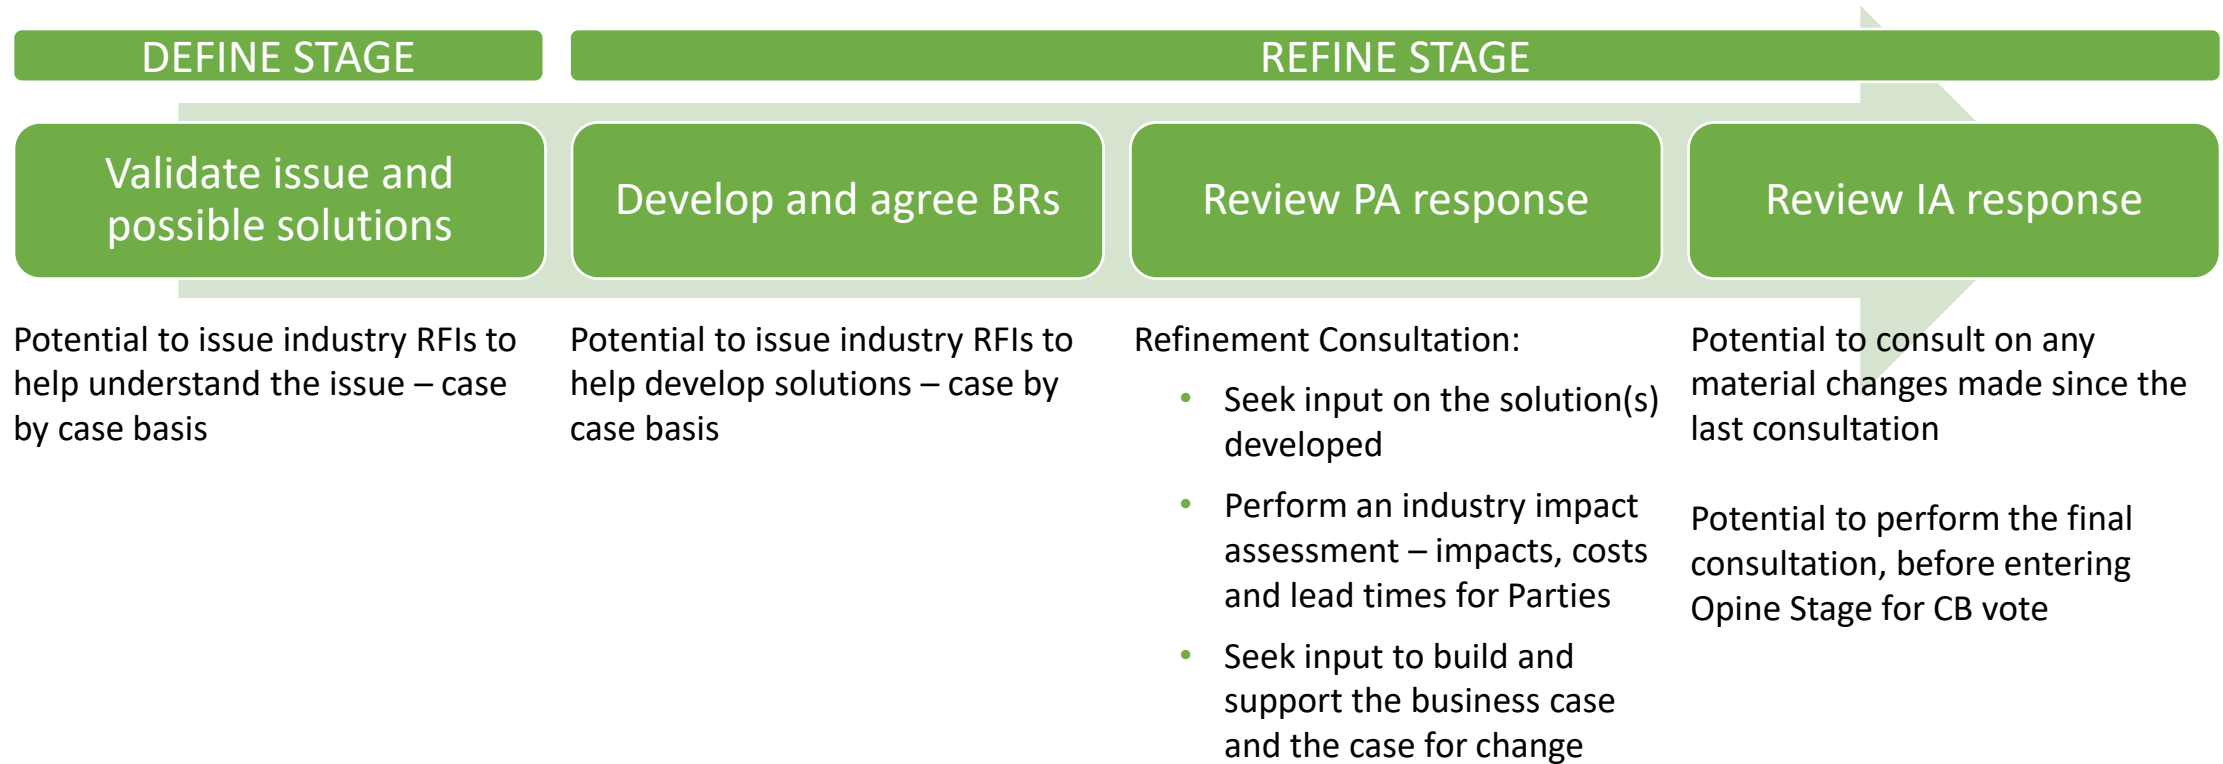 DEFINE STAGE
REFINE STAGE
Validate issue and
possible solutions
Develop and agree BRs
Review PA response
Review IA response
Potential to issue industry RFIs to
help understand the issue – case
by case basis
Potential to issue industry RFIs to
help develop solutions – case by
case basis
Refinement Consultation:
• Seek input on the solution(s)
developed
• Perform an industry impact
assessment – impacts, costs
and lead times for Parties
• Seek input to build and
support the business case
and the case for change
Potential to consult on any
material changes made since the
last consultation
Potential to perform the final
consultation, before entering
Opine Stage for CB vote